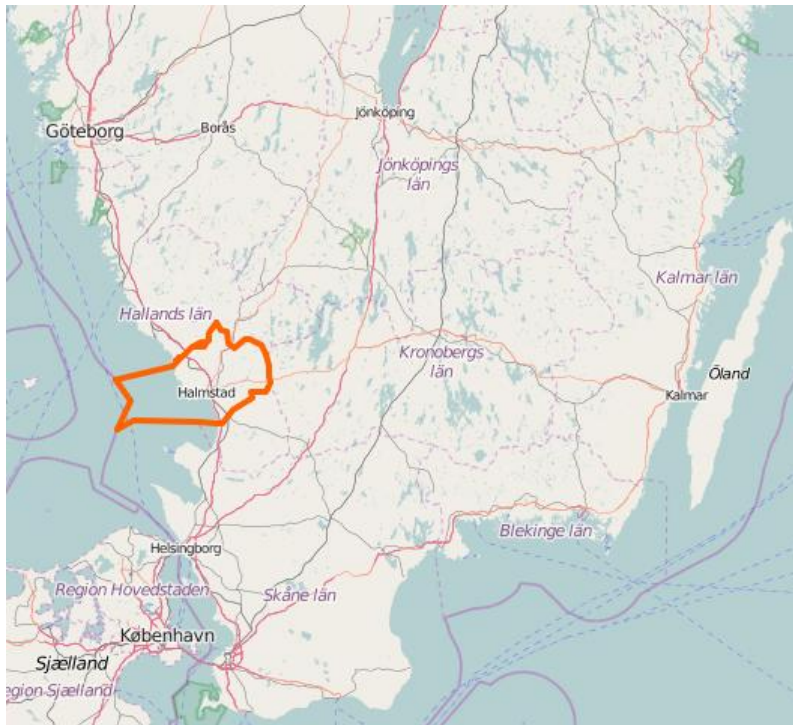 Göteborg
Borås
Jönköping
Jönköpings
län
Hallands län
Kalmar län
Kronobergs
län
Öland
Halmstad
Kalmar
Blekinge län
Helsingborg
Region Hovedstaden
Skåne län
København
Sjælland
egion Sjælland